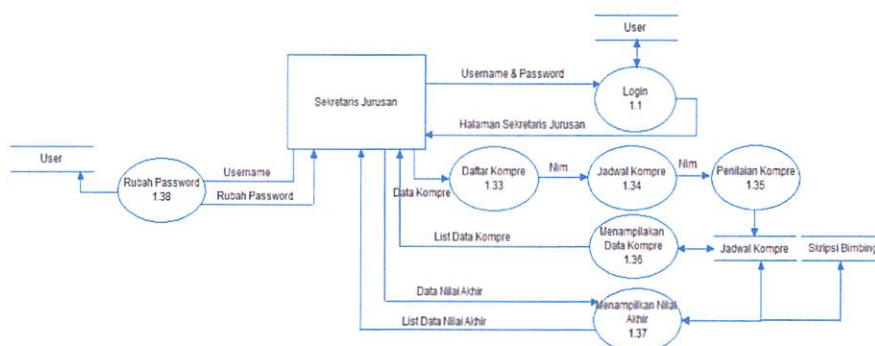 User
Username & Password
Login
1.1
Sekretaris Jurusan
Halaman Sekretaris Jurusan
User
Rubah Password
1.38
Username
Rubah Password
Data Kompre
Daftar Kompre
1.33
Nim
Jadwal Kompre
1.34
Nim
Penilaian Kompre
1.35
List Data Kompre
Menampilakan
Data Kompre
1.36
Jadwal Kompre
Skripsi Bimbing
Data Nilai Akhir
List Data Nilai Akhir
Menampilkan Nilai
Akhir
1.37